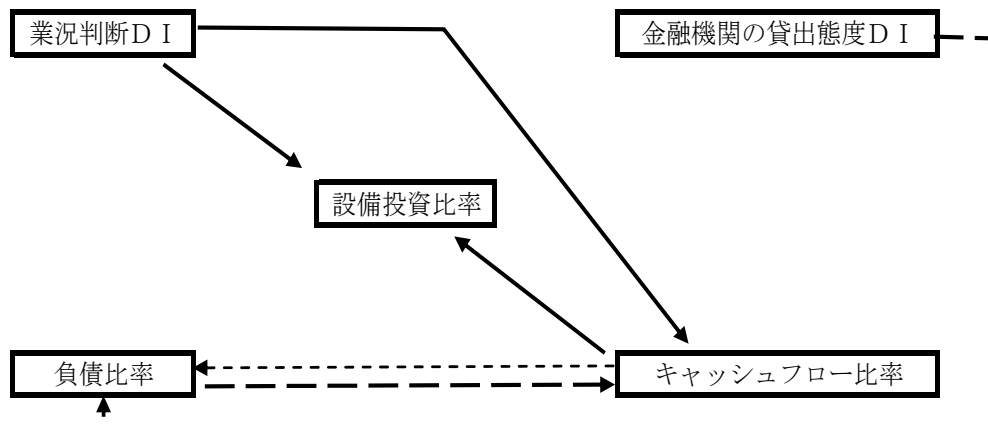 業況判断ＤＩ
金融機関の貸出態度ＤＩ
設備投資比率
負債比率
キャッシュフロー比率